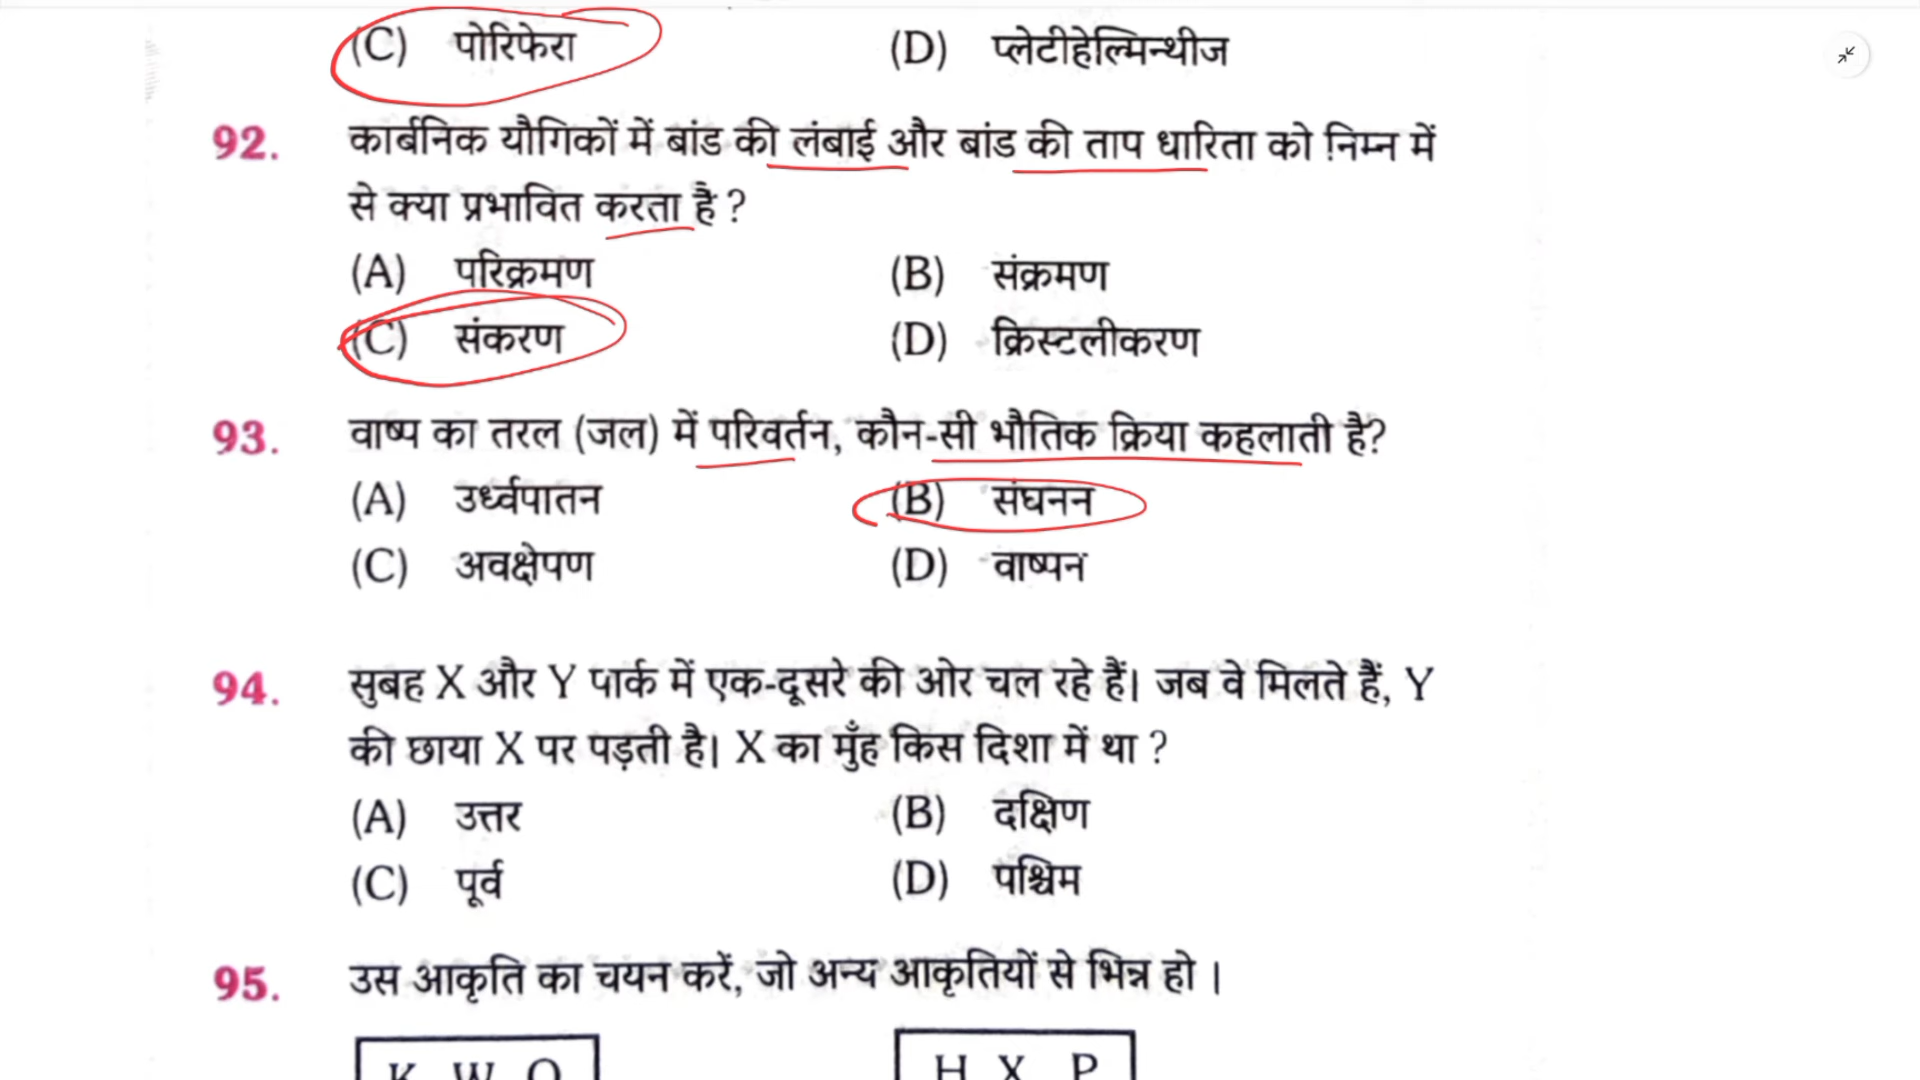 (C) पोरिफेरा (D) प्लेटीहेल्मिन्थीज
92. कार्बनिक यौगिकों में बांड की लंबाई और बांड की ताप धारिता को निम्न में
से क्या प्रभावित करता है ?
(A) परिक्रमण (B) संक्रमण
(C) संकरण (D) क्रिस्टलीकरण
93. वाष्प का तरल (जल) में परिवर्तन, कौन-सी भौतिक क्रिया कहलाती है?
(A) उर्ध्वपातन (B) संघनन
(C) अवक्षेपण (D) वाष्पन
94. सुबह X और Y पार्क में एक-दूसरे की ओर चल रहे हैं। जब वे मिलते हैं, Y
की छाया X पर पड़ती है। X का मुँह किस दिशा में था ?
(A) उत्तर (B) दक्षिण
(C) पूर्व (D) पश्चिम
95. उस आकृति का चयन करें, जो अन्य आकृतियों से भिन्न हो ।
K W O H X P